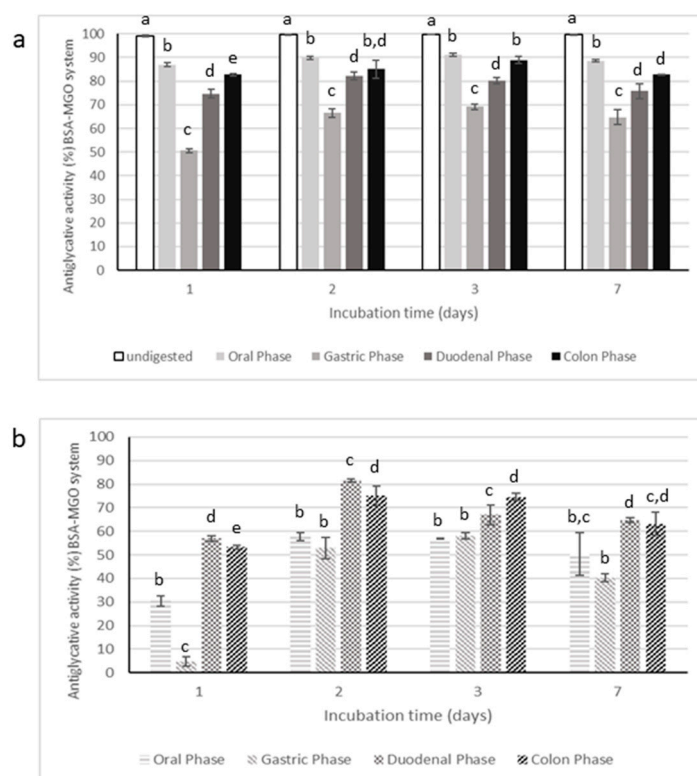 a
a a a a
b d e b d b,d b d b b d d
c c c c
100
90
80
70
60
50
40
30
20
10
0
Antiglycative activity (%)BSA-MGO system
1 2 3 7
Incubation time (days)
undigested Oral Phase Gastric Phase Duodenal Phase Colon Phase
b
100
90
80
70
60
50
40
30
20
10
0
Antiglycative activity (%)BSA-MGO system
b c d e b b c d b b c d b,c b d c,d
1 2 3 7
Incubation time (days)
Oral Phase Gastric Phase Duodenal Phase Colon Phase